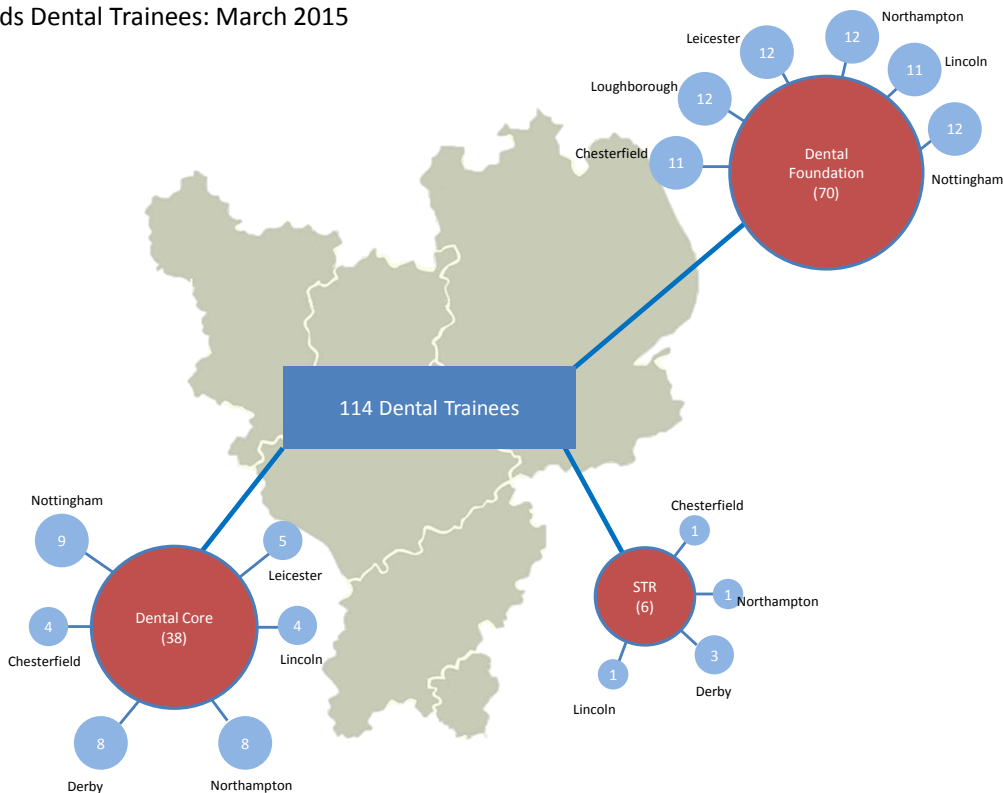 ds Dental Trainees: March 2015
Northampton
12
Leicester
12
Lincoln
11
Loughborough
12
12
Nottingham
Chesterfield
11
Dental
Foundation
(70)
114 Dental Trainees
Nottingham
9
5
Leicester
4
Chesterfield
Dental Core
(38)
4
Lincoln
8
Derby
8
Northampton
Chesterfield
1
STR
(6)
1
Northampton
3
Derby
1
Lincoln